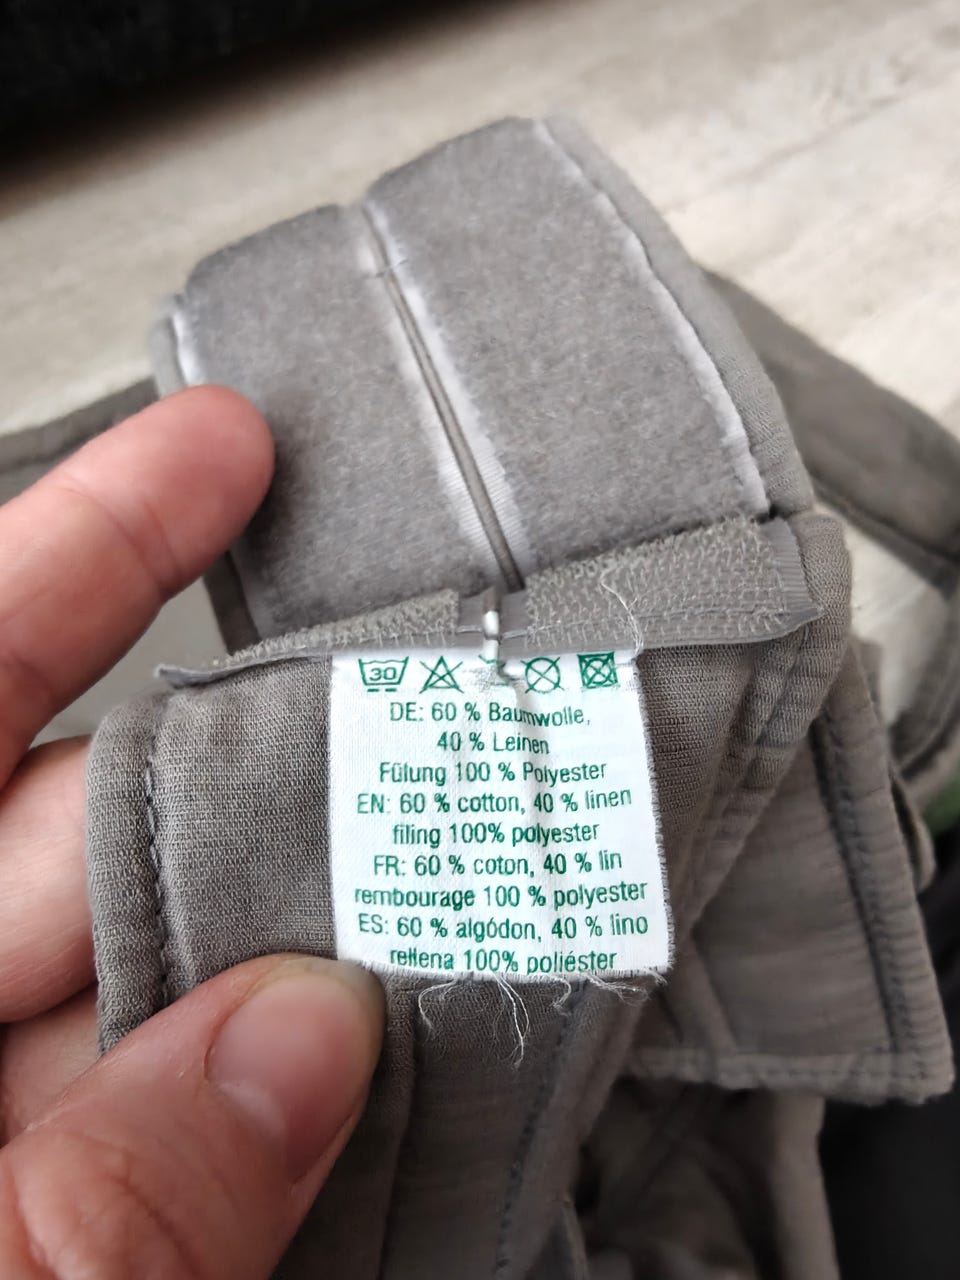 30
DE: 60 % Baumwolle,
40 % Leinen
Fülung 100 % Polyester
EN: 60 % cotton, 40 % linen
filing 100% polyester
FR: 60 % coton, 40 % lin
rembourage 100 % polyester
ES: 60 % algódon, 40 % lino
rellena 100% poliéster